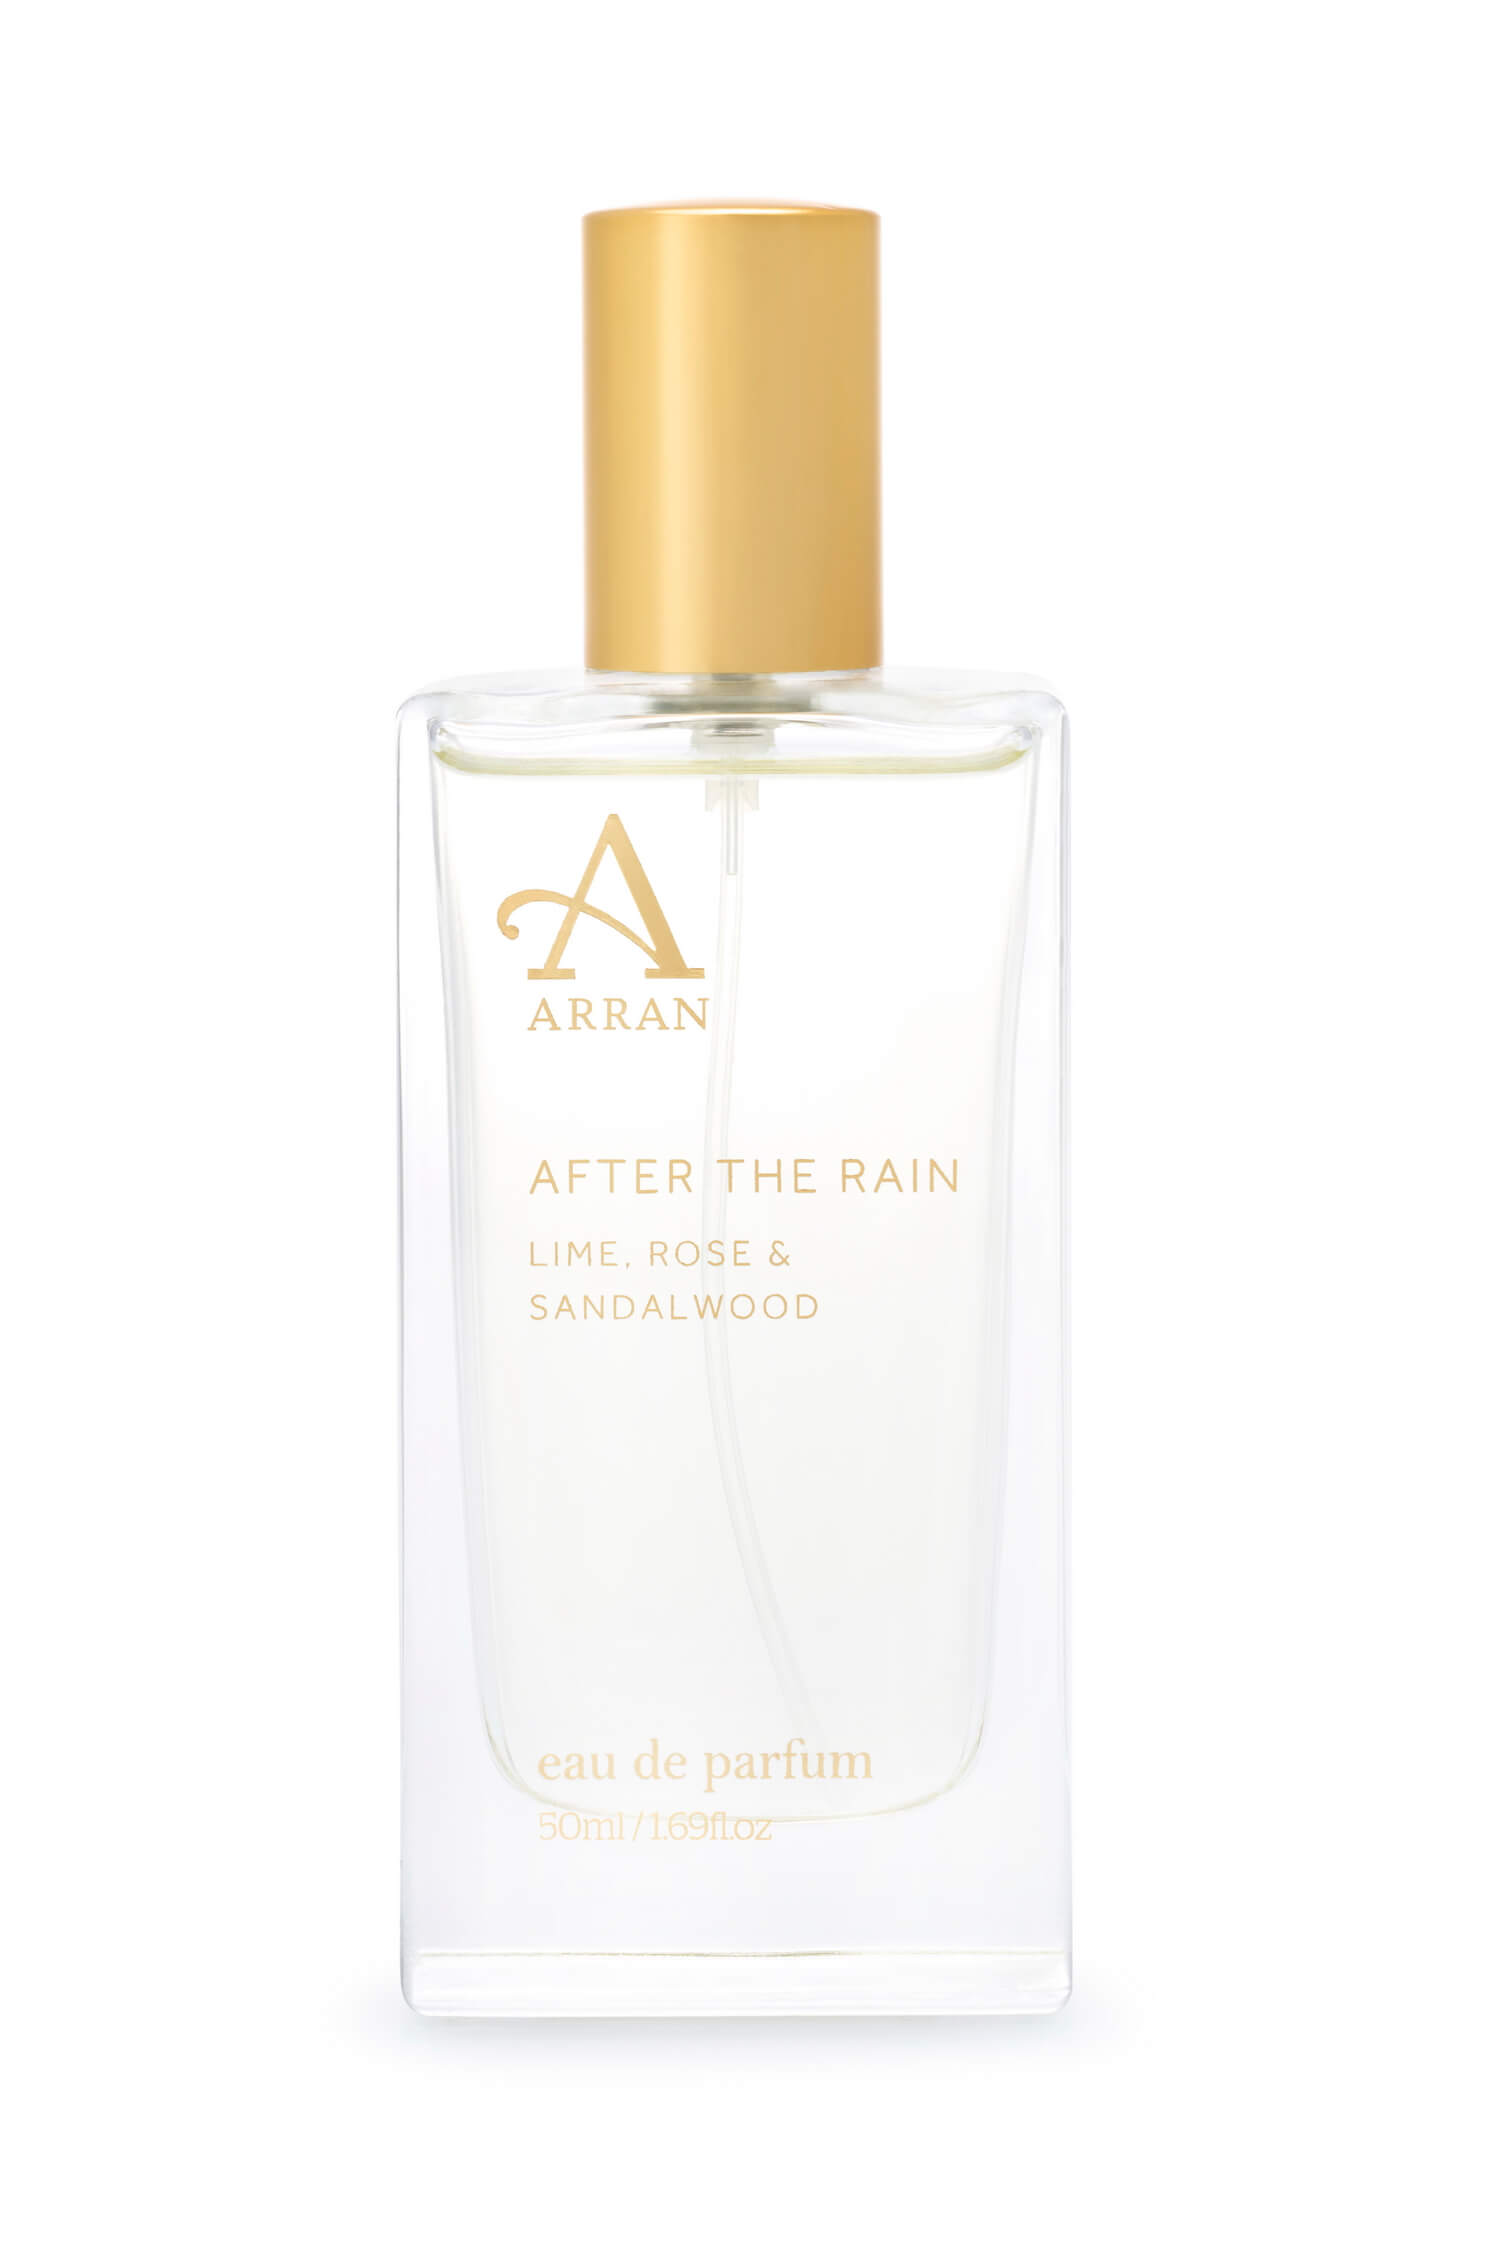 A
ARRAN
AFTER THE RAIN
LIME, ROSE &
SANDALWOOD
eau de parfum
50ml / 1.69fl.oz